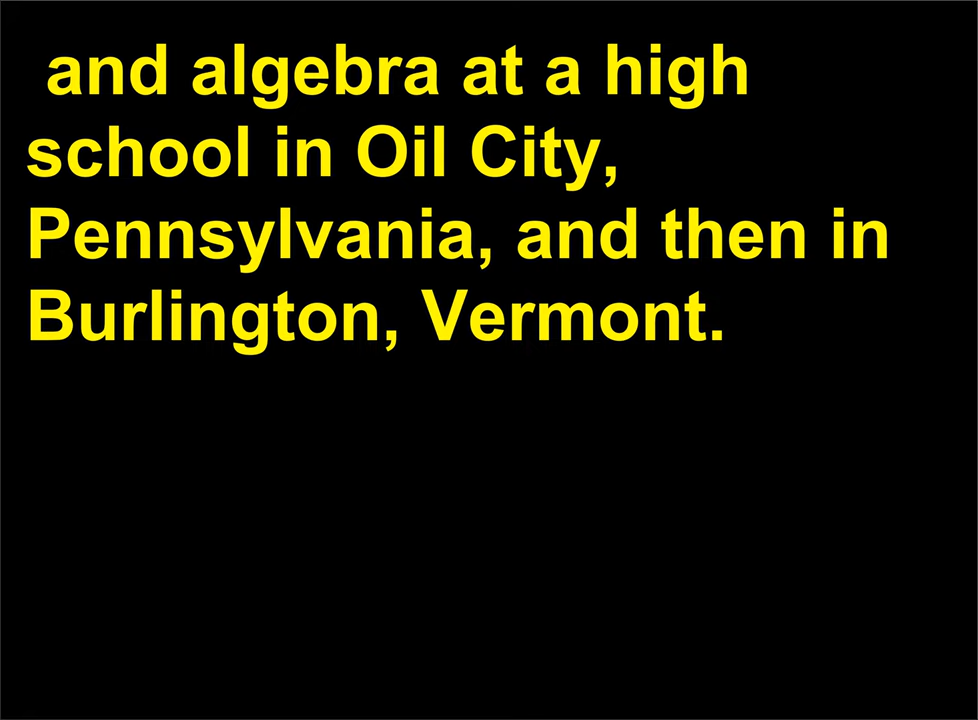 and algebra at a high
school in Oil City,
Pennsylvania, and then in
Burlington, Vermont.